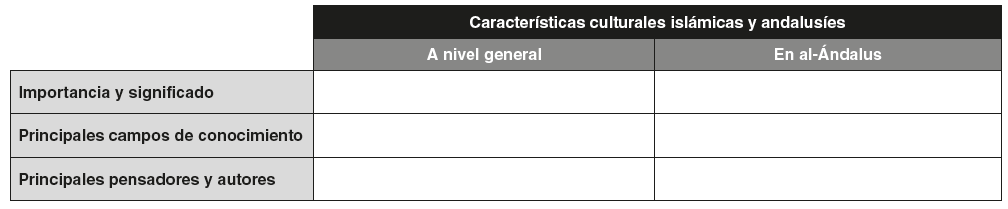 Características culturales islámicas y andalusíes
A nivel general
En al-Ándalus
Importancia y significado
Principales campos de conocimiento
Principales pensadores y autores